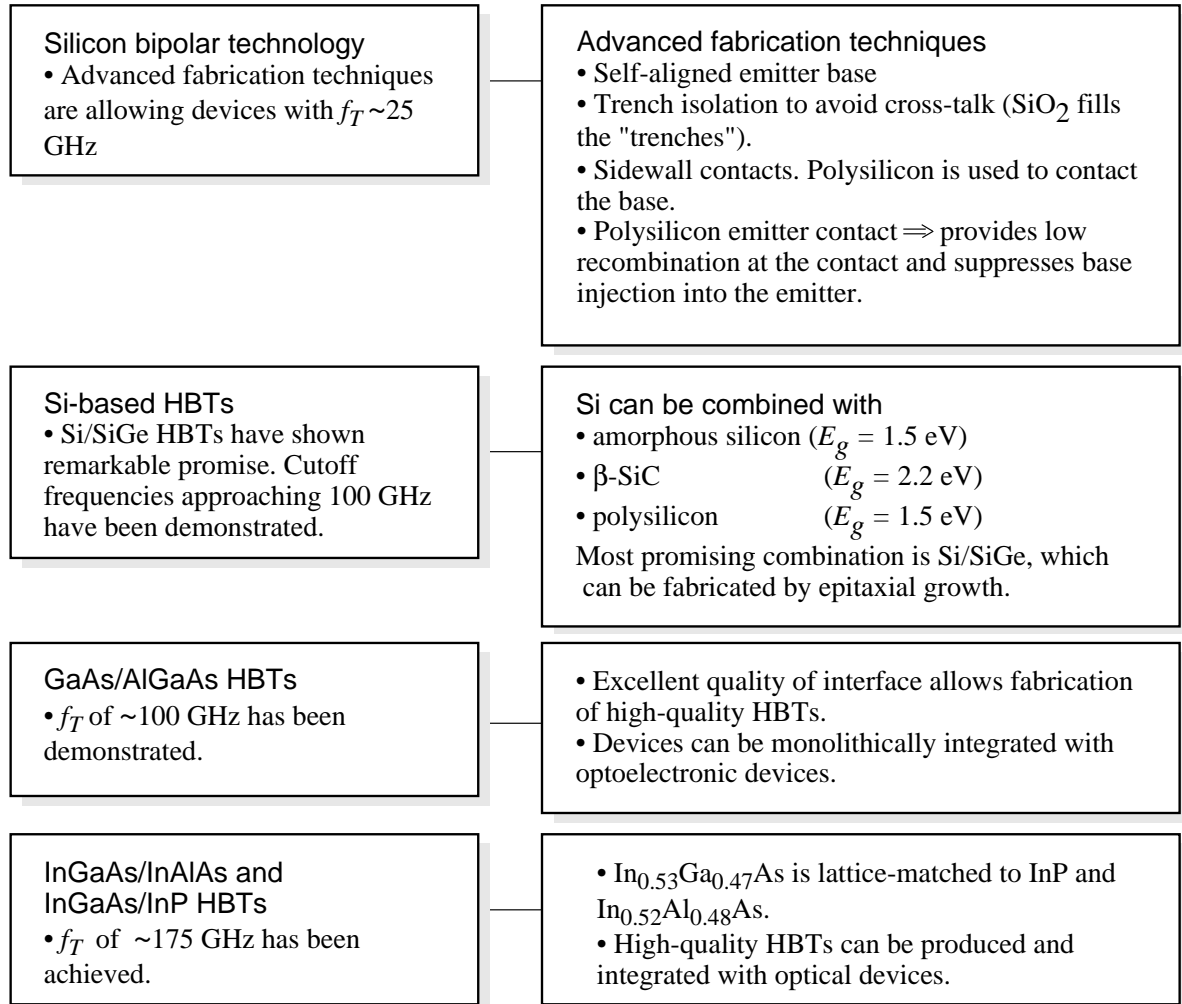 Silicon bipolar technology
• Advanced fabrication techniques
are allowing devices with f_T ~25
GHz
Advanced fabrication techniques
• Self-aligned emitter base
• Trench isolation to avoid cross-talk (SiO₂ fills
the "trenches").
• Sidewall contacts. Polysilicon is used to contact
the base.
• Polysilicon emitter contact ⇒ provides low
recombination at the contact and suppresses base
injection into the emitter.
Si-based HBTs
• Si/SiGe HBTs have shown
remarkable promise. Cutoff
frequencies approaching 100 GHz
have been demonstrated.
Si can be combined with
• amorphous silicon (E_g = 1.5 eV)
• β-SiC (E_g = 2.2 eV)
• polysilicon (E_g = 1.5 eV)
Most promising combination is Si/SiGe, which
can be fabricated by epitaxial growth.
GaAs/AlGaAs HBTs
• f_T of ~100 GHz has been
demonstrated.
• Excellent quality of interface allows fabrication
of high-quality HBTs.
• Devices can be monolithically integrated with
optoelectronic devices.
InGaAs/InAlAs and
InGaAs/InP HBTs
• f_T of ~175 GHz has been
achieved.
• In₀.₅₃Ga₀.₄₇As is lattice-matched to InP and
In₀.₅₂Al₀.₄₈As.
• High-quality HBTs can be produced and
integrated with optical devices.